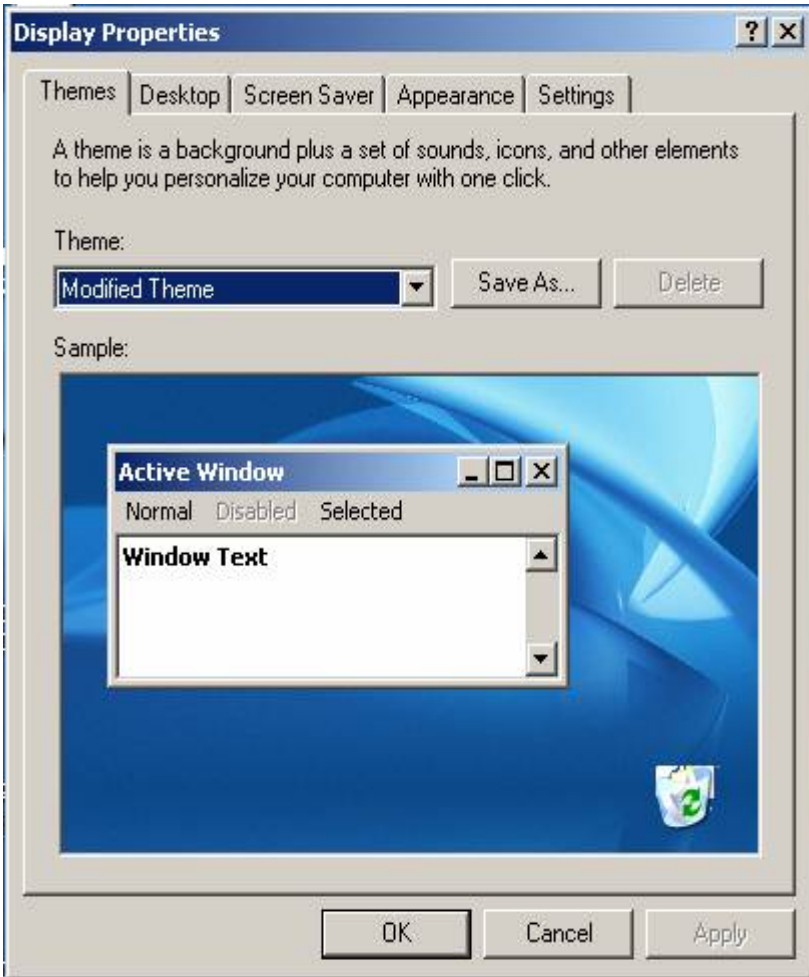 Display Properties
Themes Desktop Screen Saver Appearance Settings
A theme is a background plus a set of sounds, icons, and other elements
to help you personalize your computer with one click.
Theme:
Modified Theme Save As... Delete
Sample:
Active Window
Normal Disabled Selected
Window Text
OK Cancel Apply